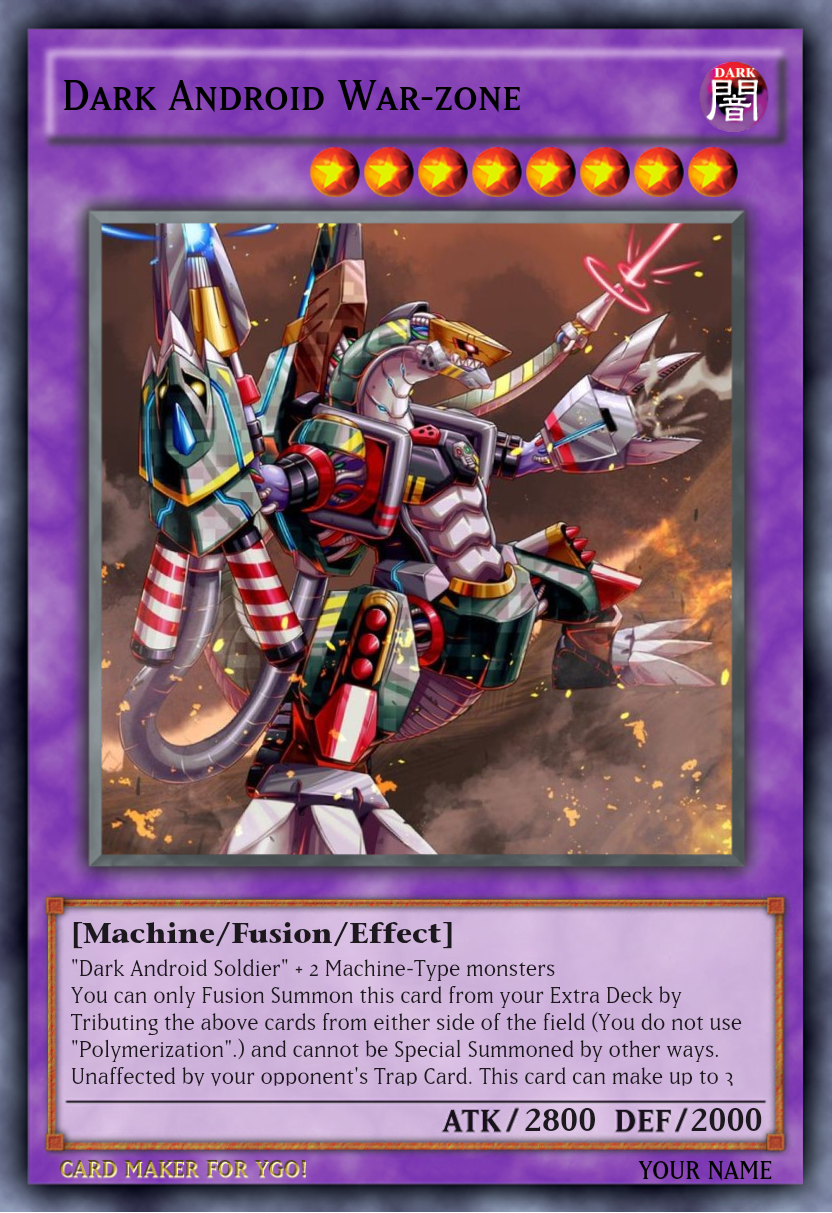 Dark Android War-zone
DARK
闇
[Machine/Fusion/Effect]
"Dark Android Soldier" + 2 Machine-Type monsters
You can only Fusion Summon this card from your Extra Deck by
Tributing the above cards from either side of the field (You do not use
"Polymerization".) and cannot be Special Summoned by other ways.
Unaffected by your opponent's Trap Card. This card can make up to 3
ATK/2800 DEF/2000
CARD MAKER FOR YGO!
YOUR NAME